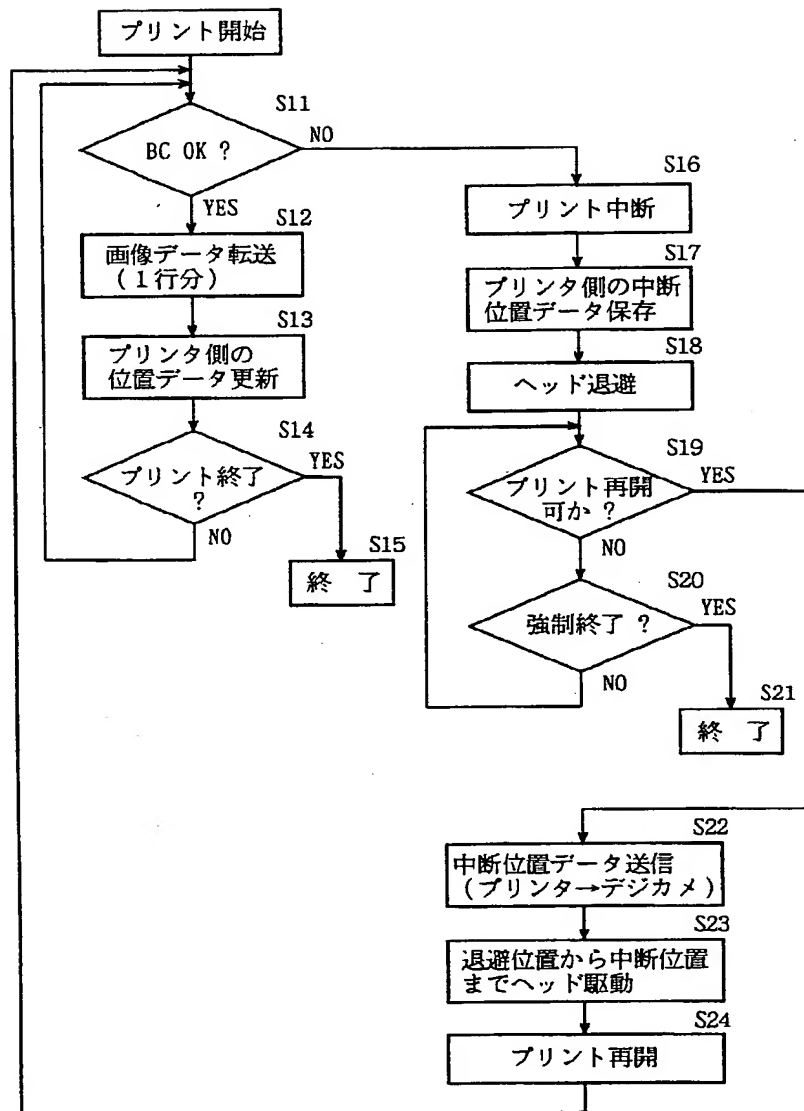 プリント開始
S11
BC OK ?
NO
YES
S12
画像データ転送
(1行分)
S13
プリンタ側の
位置データ更新
S14
プリント終了
?
YES
NO
S15
終 了
S16
プリント中断
S17
プリンタ側の中断
位置データ保存
S18
ヘッド退避
S19
プリント再開
可か ?
YES
NO
S20
強制終了 ?
YES
NO
S21
終 了
S22
中断位置データ送信
(プリンタ→デジカメ)
S23
退避位置から中断位置
までヘッド駆動
S24
プリント再開